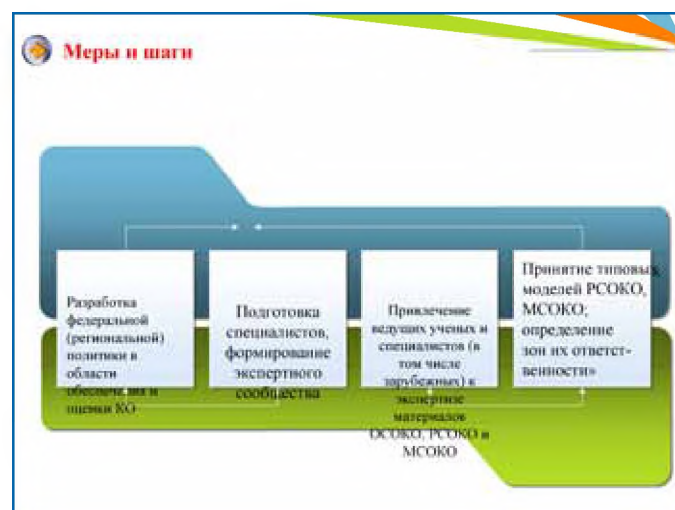 Меры и шаги
Разработка
федеральной
(региональной)
политики в
области
обеспечения и
оценки КО
Подготовка
специалистов,
формирование
экспертного
сообщества
Привлечение
ведущих ученых и
специалистов (в
том числе
зарубежных) к
экспертизе
материалов
ОСОКО, РСОКО и
МСОКО
Принятие типовых
моделей РСОКО,
МСОКО;
определение
зон их ответст-
венности»